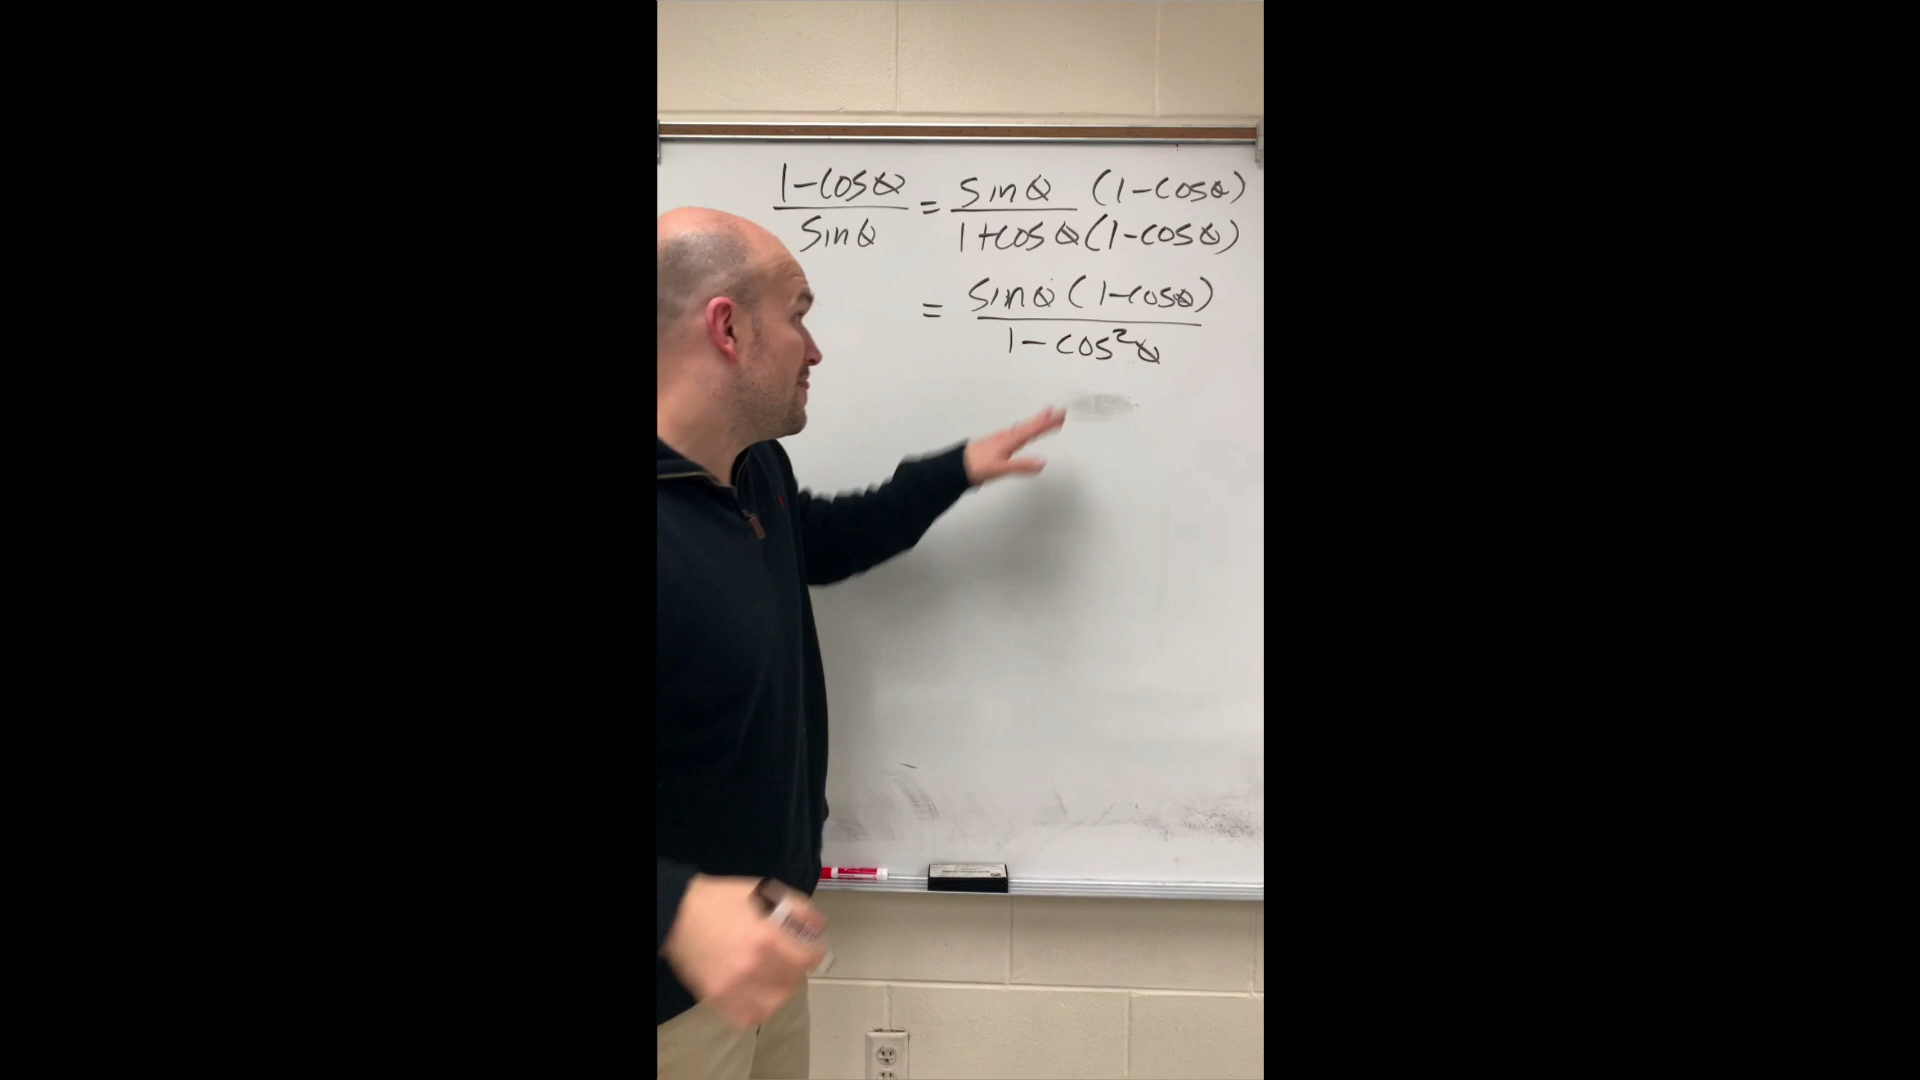 1-cosθ/sinθ = sinθ (1-cosθ)/1+cosθ(1-cosθ)
= sinθ(1-cosθ)/1-cos²θ